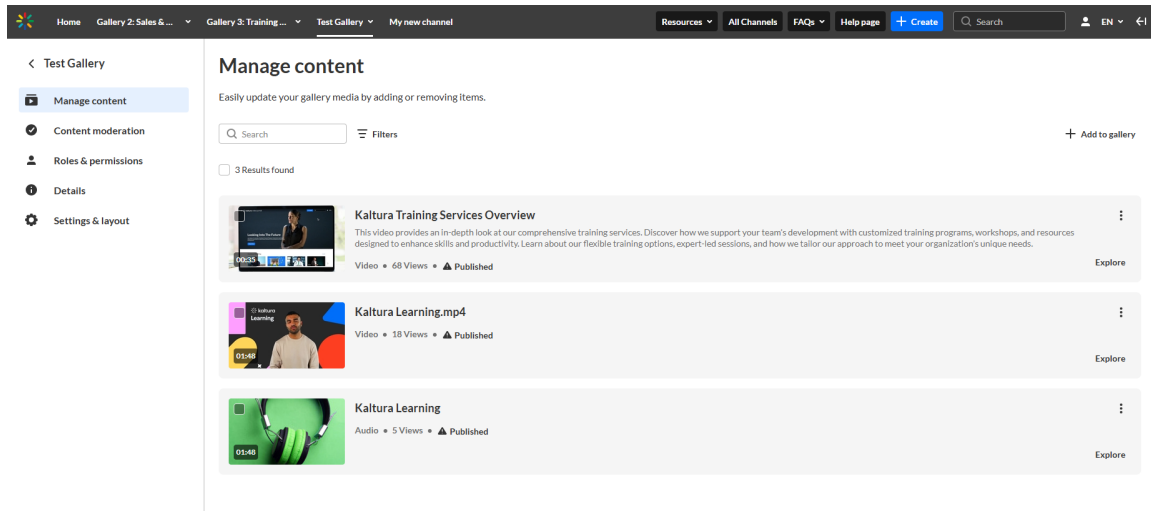 Home Gallery 2: Sales & ... Gallery 3: Training ... Test Gallery My new channel Resources All Channels FAQs Help page + Create Search EN
Test Gallery
Manage content
Content moderation
Roles & permissions
Details
Settings & layout
Manage content
Easily update your gallery media by adding or removing items.
Search Filters + Add to gallery
3 Results found
Kaltura Training Services Overview
This video provides an in-depth look at our comprehensive training services. Discover how we support your team's development with customized training programs, workshops, and resources
designed to enhance skills and productivity. Learn about our flexible training options, expert-led sessions, and how we tailor our approach to meet your organization's unique needs.
00:35
Video • 68 Views • Published
Explore
kaltura
Learning
01:48
Kaltura Learning.mp4
Video • 18 Views • Published
Explore
01:48
Kaltura Learning
Audio • 5 Views • Published
Explore